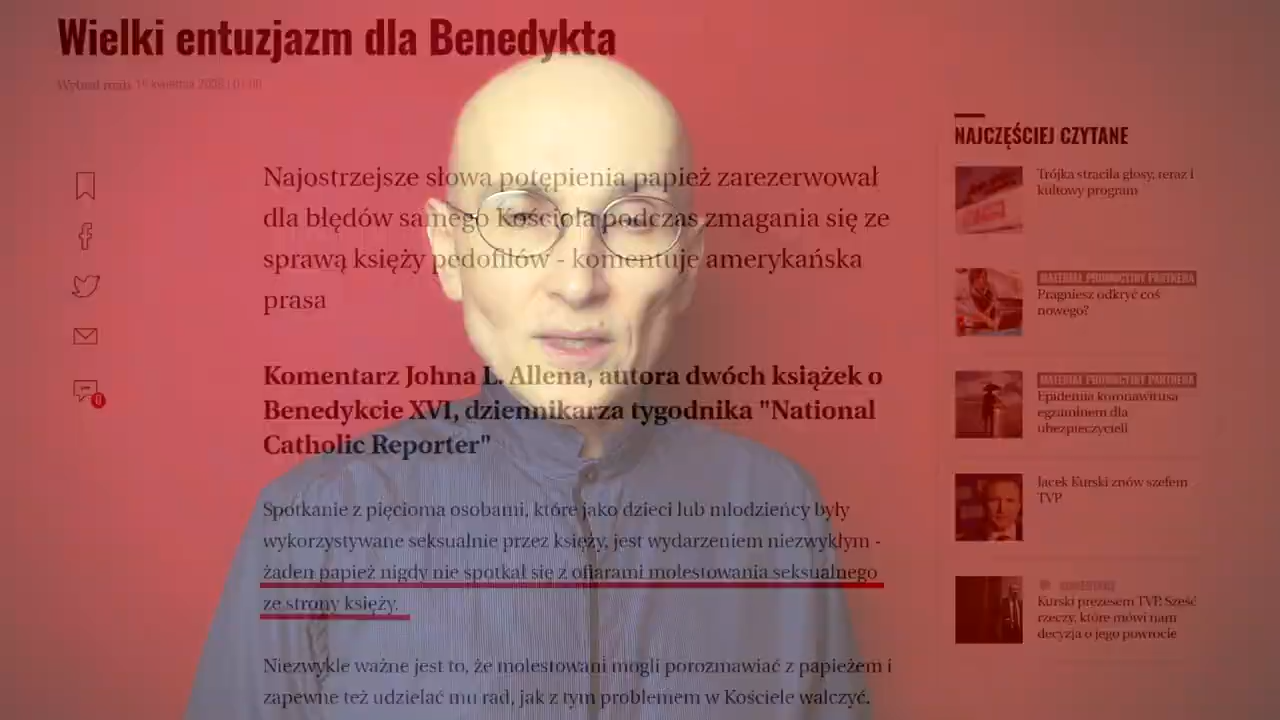 Wielki entuzjazm dla Benedykta
Najostrzejsze słowa potępienia papież zarezerwował
dla błędów samego Kościoła podczas zmagania się ze
sprawą księży pedofilów - komentuje amerykańska
prasa
Komentarz Johna L. Allena, autora dwóch książek o
Benedykcie XVI, dziennikarza tygodnika "National
Catholic Reporter"
Spotkanie z pięcioma osobami, które jako dzieci lub młodzieńcy były
wykorzystywane seksualnie przez księży, jest wydarzeniem niezwykłym -
żaden papież nigdy nie spotkał się z ofiarami molestowania seksualnego
ze strony księży.
Niezwykle ważne jest to, że molestowani mogli porozmawiać z papieżem i
zapewne też udzielać mu rad, jak z tym problemem w Kościele walczyć.
0
NAJCZĘŚCIEJ CZYTANE
Trójka straciła głosy, teraz i
kultowy program
MATERIAŁ PROMOCYJNY PARTNERA
Pragniesz odkryć coś
nowego?
MATERIAŁ PROMOCYJNY PARTNERA
Epidemia koronawirusa
egzaminem dla
ubezpieczycieli
Jacek Kurski znów szefem
TVP
KOMENTARZ
Kurski prezesem TVP. Sześć
rzeczy, które mówi nam
decyzja o jego powrocie